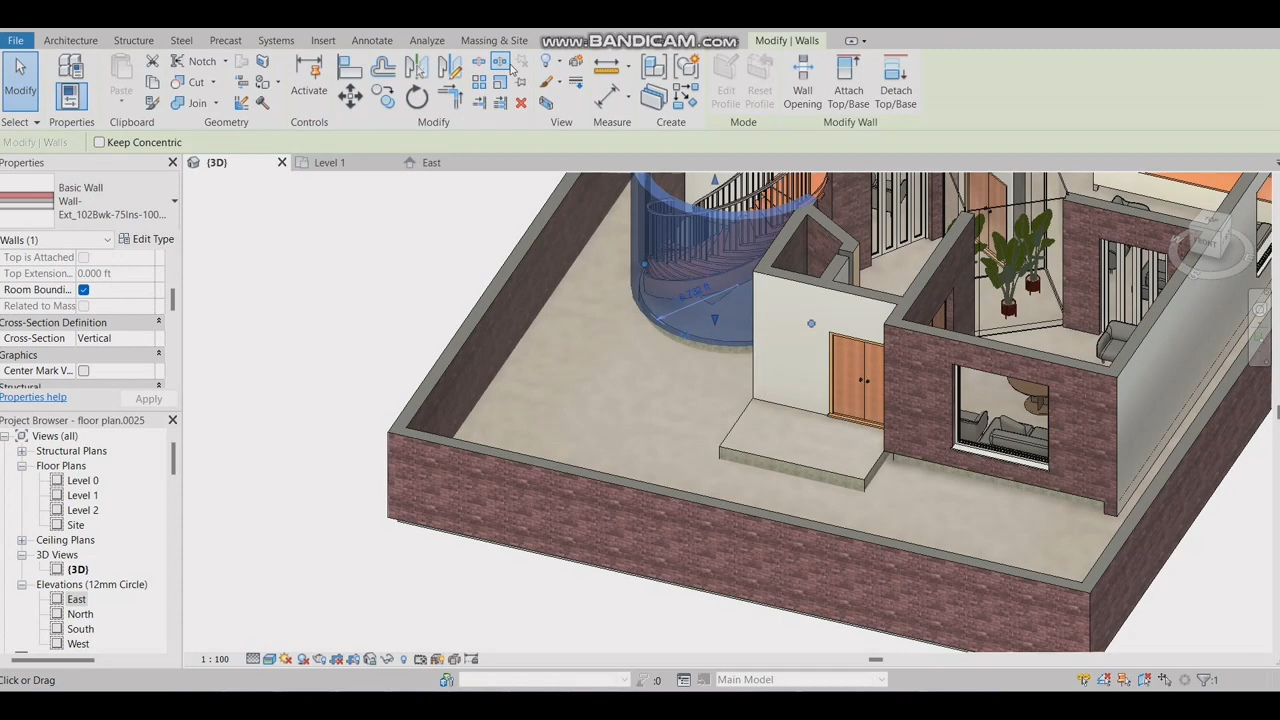 File Architecture Structure Steel Precast Systems Insert Annotate Analyze Massing & Site www.BANDICAM.com Modify | Walls
Modify Properties Paste Notch Cut Join Activate Edit Profile Reset Profile Wall Opening Attach Top/Base Detach Top/Base
Select Properties Clipboard Geometry Controls Modify View Measure Create Mode Modify Wall
Modify | Walls Keep Concentric
Properties {3D} Level 1 East
Basic Wall
Wall-
Ext_102Bwk-75Ins-100...
Walls (1) Edit Type
Top is Attached
Top Extension... 0.000 ft
Room Boundi...
Related to Mass
Cross-Section Definition
Cross-Section Vertical
Graphics
Center Mark V...
Structural
Properties help Apply
Project Browser - floor plan.0025
Views (all)
Structural Plans
Floor Plans
Level 0
Level 1
Level 2
Site
Ceiling Plans
3D Views
{3D}
Elevations (12mm Circle)
East
North
South
West
FRONT
1 : 100
Click or Drag :0 Main Model :1